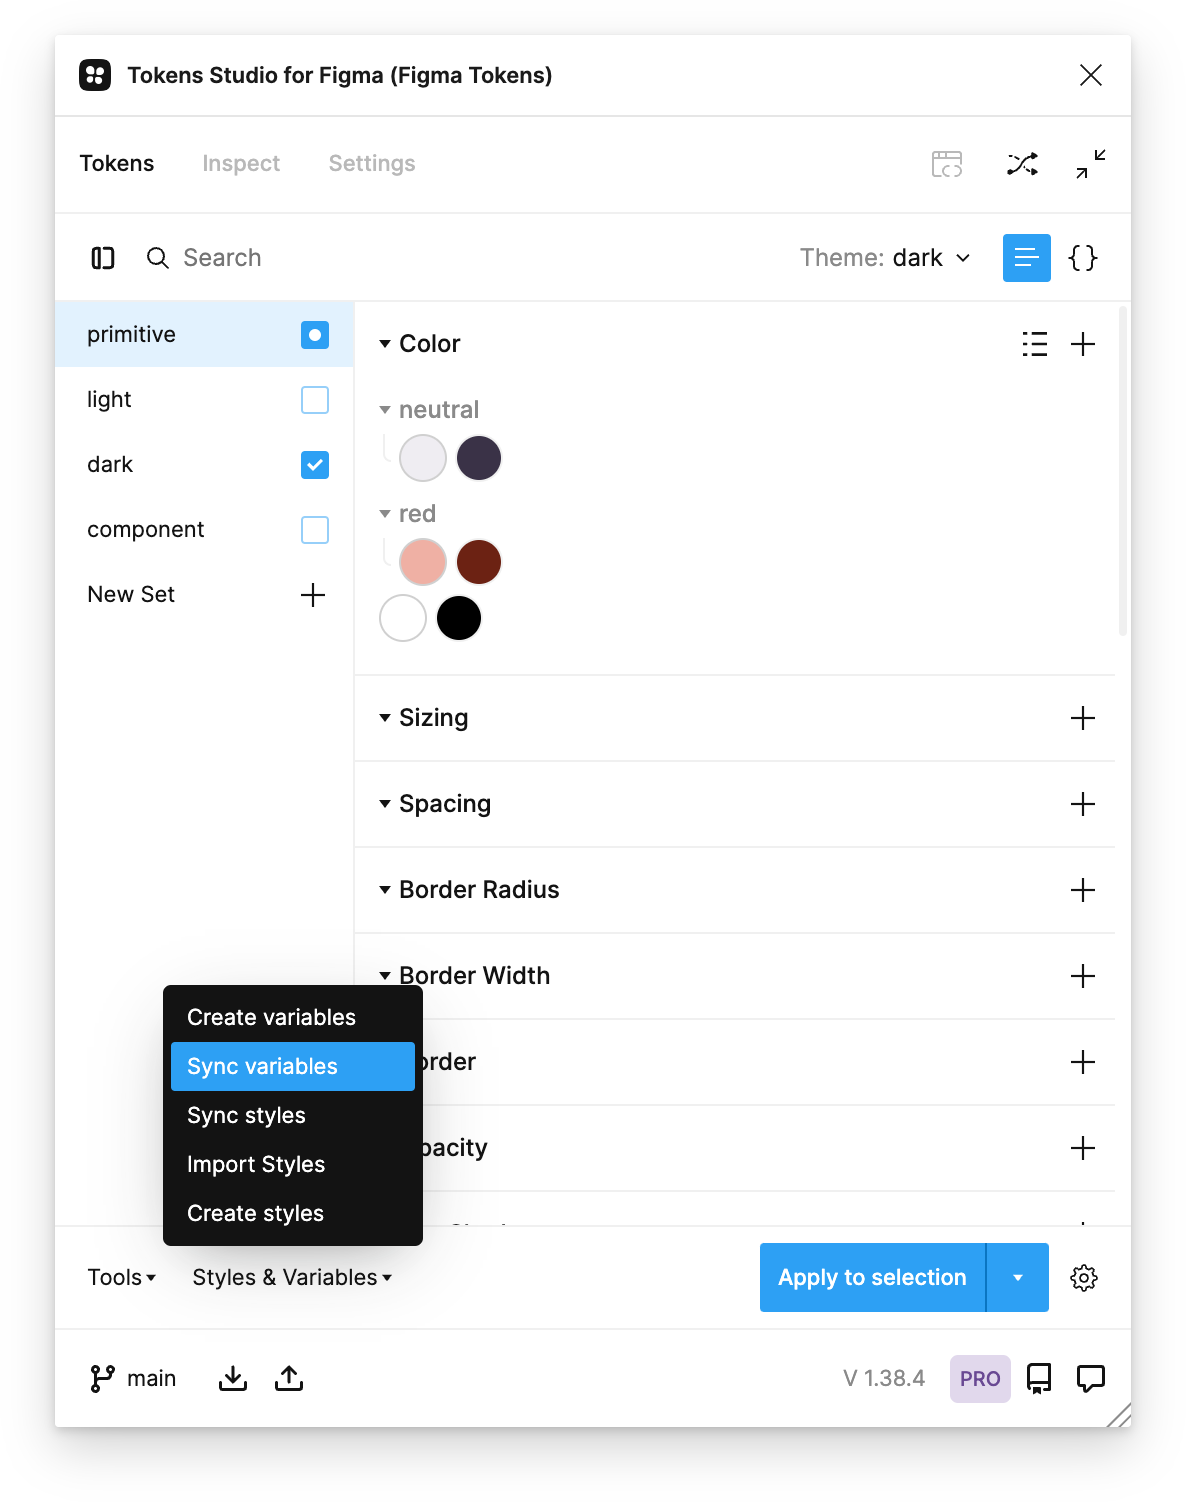 Tokens Studio for Figma (Figma Tokens)
Tokens Inspect Settings
Search Theme: dark
primitive
light
dark
component
New Set
Color
neutral
red
Sizing
Spacing
Border Radius
Border Width
Create variables
Sync variables
Sync styles
Import Styles
Create styles
Tools Styles & Variables Apply to selection
main V 1.38.4 PRO